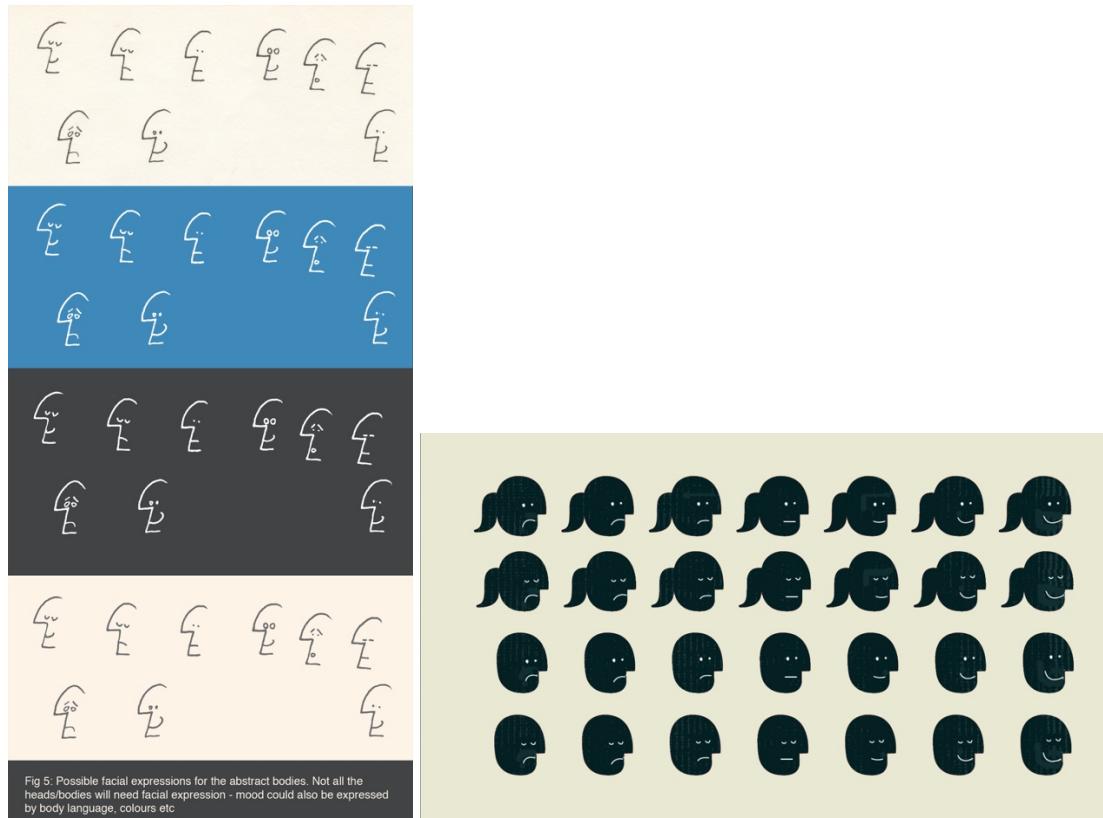 Fig 5: Possible facial expressions for the abstract bodies. Not all the
heads/bodies will need facial expression - mood could also be expressed
by body language, colours etc